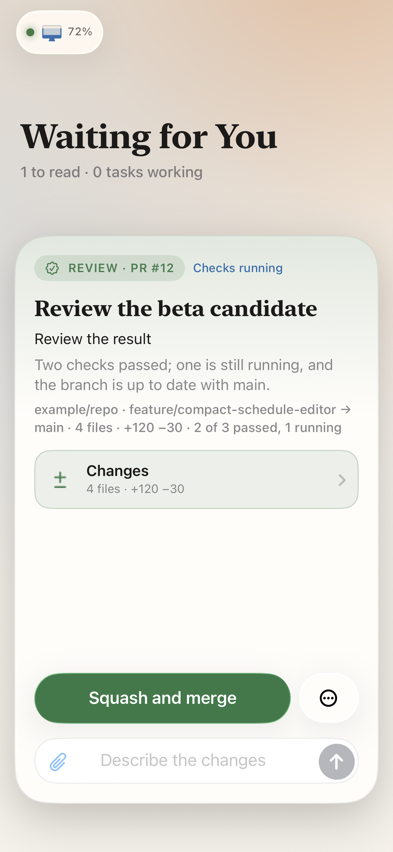 72%
Waiting for You
1 to read · 0 tasks working
REVIEW · PR #12
Checks running
Review the beta candidate
Review the result
Two checks passed; one is still running, and
the branch is up to date with main.
example/repo · feature/compact-schedule-editor →
main · 4 files · +120 −30 · 2 of 3 passed, 1 running
Changes
4 files · +120 −30
Squash and merge
Describe the changes